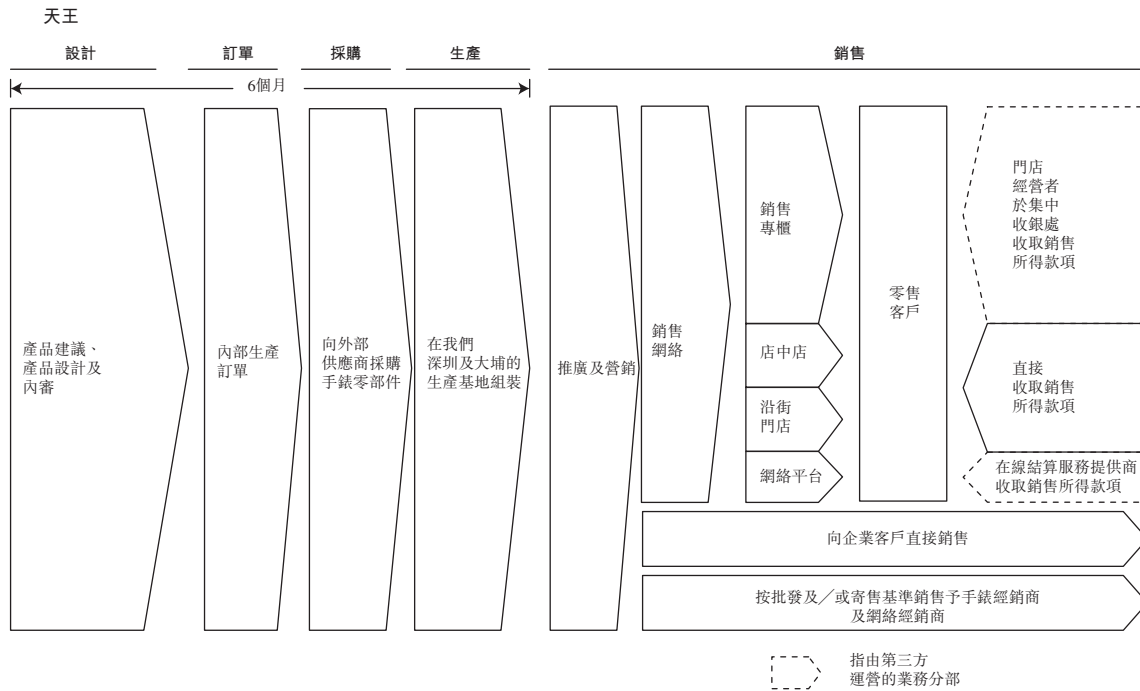 天王
設計
訂單
採購
生產
銷售
6個月
產品建議、
產品設計及
內審
內部生產
訂單
向外部
供應商採購
手錶零部件
在我們
深圳及大埔的
生產基地組裝
推廣及營銷
銷售
網絡
銷售
專櫃
店中店
沿街
門店
網絡平台
零售
客戶
門店
經營者
於集中
收銀處
收取銷售
所得款項
直接
收取銷售
所得款項
在線結算服務提供商
收取銷售所得款項
向企業客戶直接銷售
按批發及╱或寄售基準銷售予手錶經銷商
及網絡經銷商
指由第三方
運營的業務分部